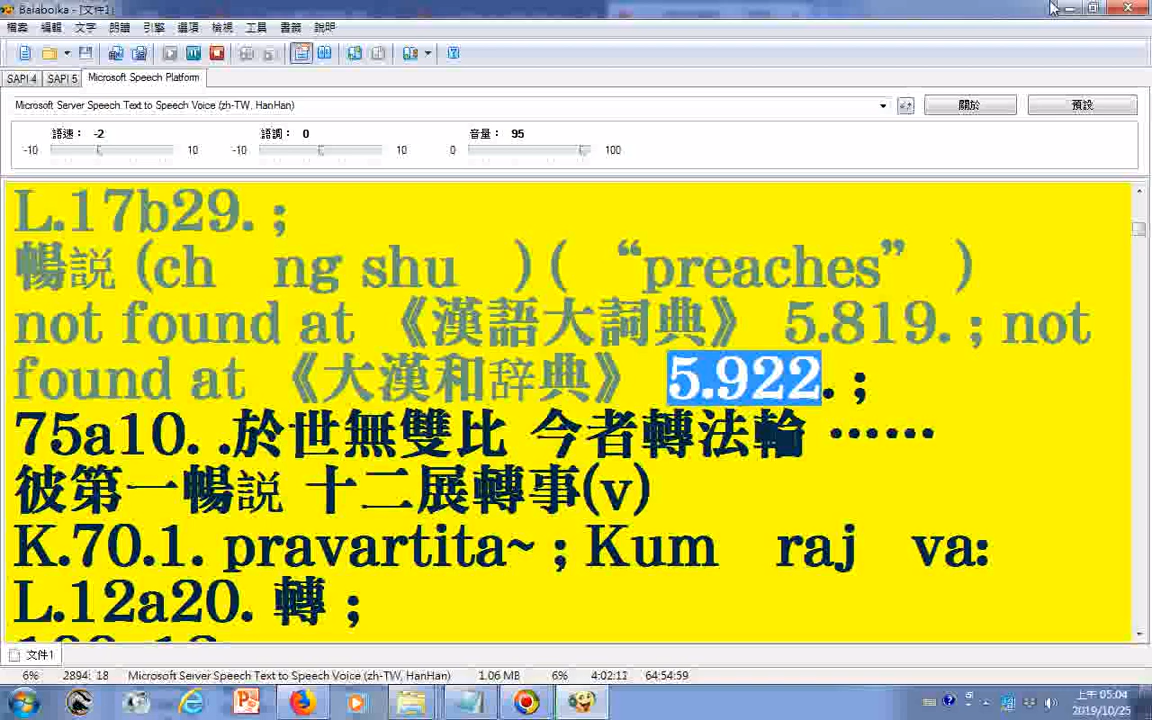 Balabolka - [文件1]
檔案 編輯 文字 朗讀 引擎 選項 檢視 工具 書籤 說明
SAPI 4 SAPI 5 Microsoft Speech Platform
Microsoft Server Speech Text to Speech Voice (zh-TW, HanHan) 關於 預設
語速： -2 語調： 0 音量： 95
-10 10 -10 10 0 100
L.17b29. ;
暢説 (ch ng shu )( “preaches” )
not found at 《漢語大詞典》 5.819. ; not
found at 《大漢和辞典》 5.922. ;
75a10. .於世無雙比 今者轉法輪 ……
彼第一暢説 十二展轉事(v)
K.70.1. pravartita~ ; Kum raj va:
L.12a20. 轉 ;
文件1
6% 2894: 18 Microsoft Server Speech Text to Speech Voice (zh-TW, HanHan) 1.06 MB 6% 4:02:11 64:54:59
上午 05:04
2019/10/25